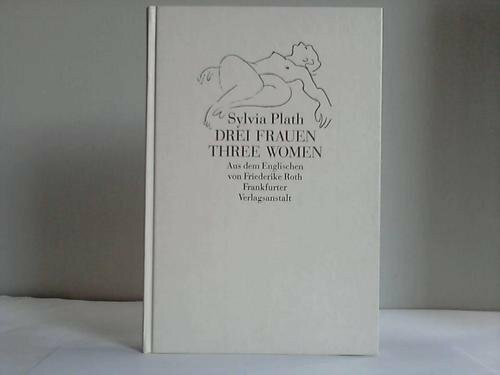 Sylvia Plath
DREI FRAUEN
THREE WOMEN
Aus dem Englischen
von Friederike Roth
Frankfurter
Verlagsanstalt